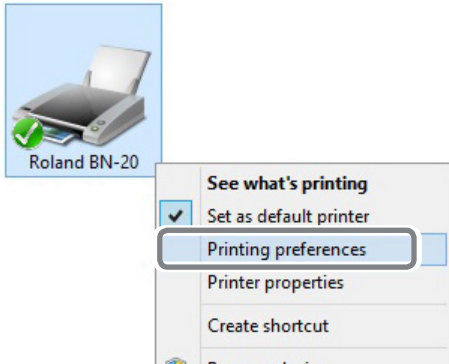 Roland BN-20
See what's printing
Set as default printer
Printing preferences
Printer properties
Create shortcut